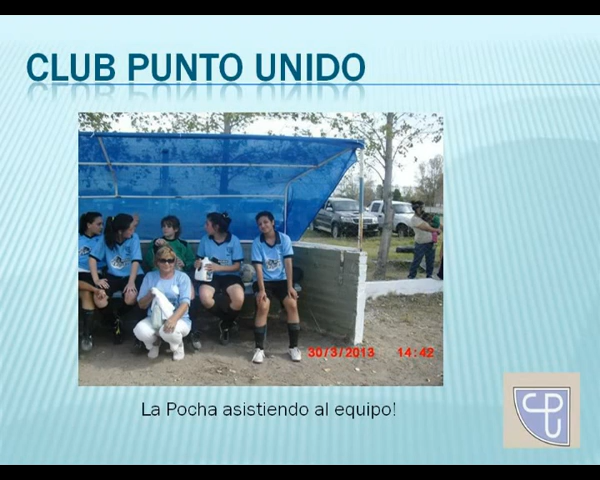 CLUB PUNTO UNIDO
30/3/2013 14:42
La Pocha asistiendo al equipo!
CPU